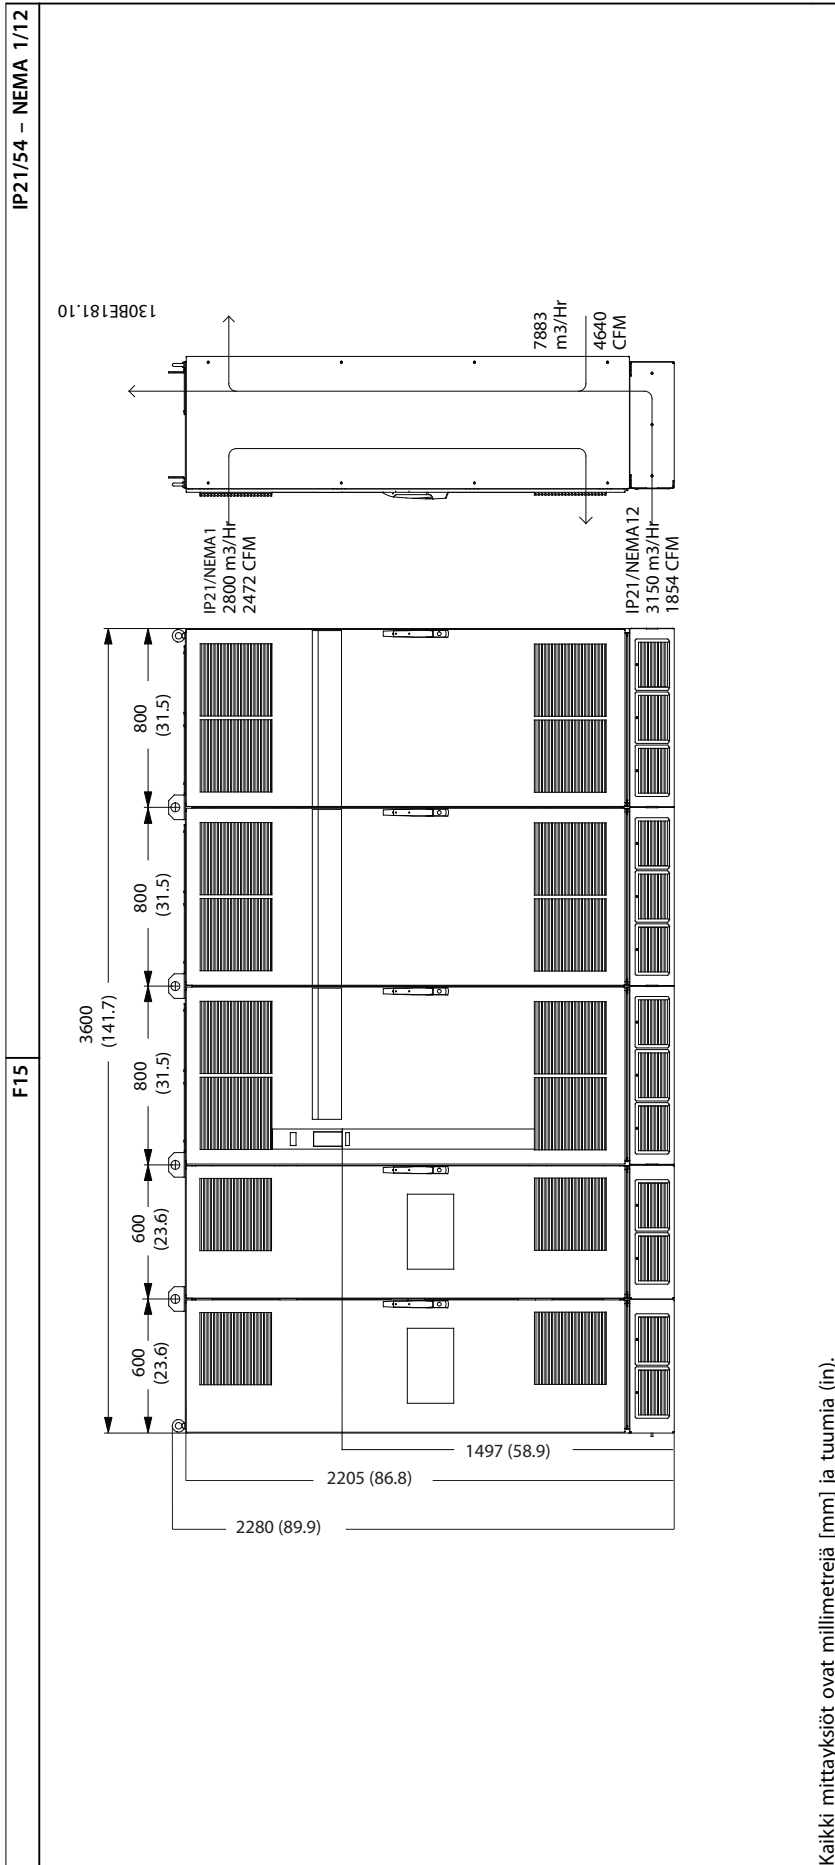 F15
IP21/54 – NEMA 1/12
130BE181.10
3600
(141.7)
600
(23.6)
600
(23.6)
800
(31.5)
800
(31.5)
800
(31.5)
2280 (89.9)
2205 (86.8)
1497 (58.9)
IP21/NEMA1
2800 m3/Hr
2472 CFM
7883
m3/Hr
4640
CFM
IP21/NEMA12
3150 m3/Hr
1854 CFM
Kaikki mittayksiöt ovat millimetrejä [mm] ja tuumia (in).